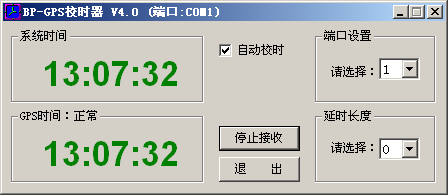 BP-GPS校时器 V4.0 (端口:COM1)
系统时间
13:07:32
自动校时
端口设置
请选择：1
GPS时间：正常
13:07:32
停止接收
退 出
延时长度
请选择：0